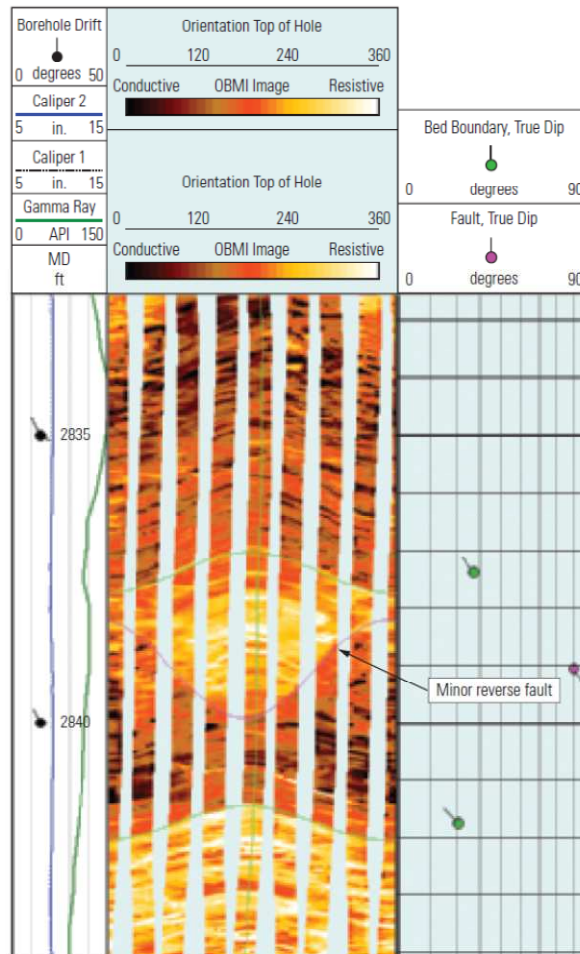 Borehole Drift
0 degrees 50
Caliper 2
5 in. 15
Caliper 1
5 in. 15
Gamma Ray
0 API 150
MD
ft
Orientation Top of Hole
0 120 240 360
Conductive OBMI Image Resistive
Orientation Top of Hole
0 120 240 360
Conductive OBMI Image Resistive
Bed Boundary, True Dip
0 degrees 90
Fault, True Dip
0 degrees 90
2835
Minor reverse fault
2840